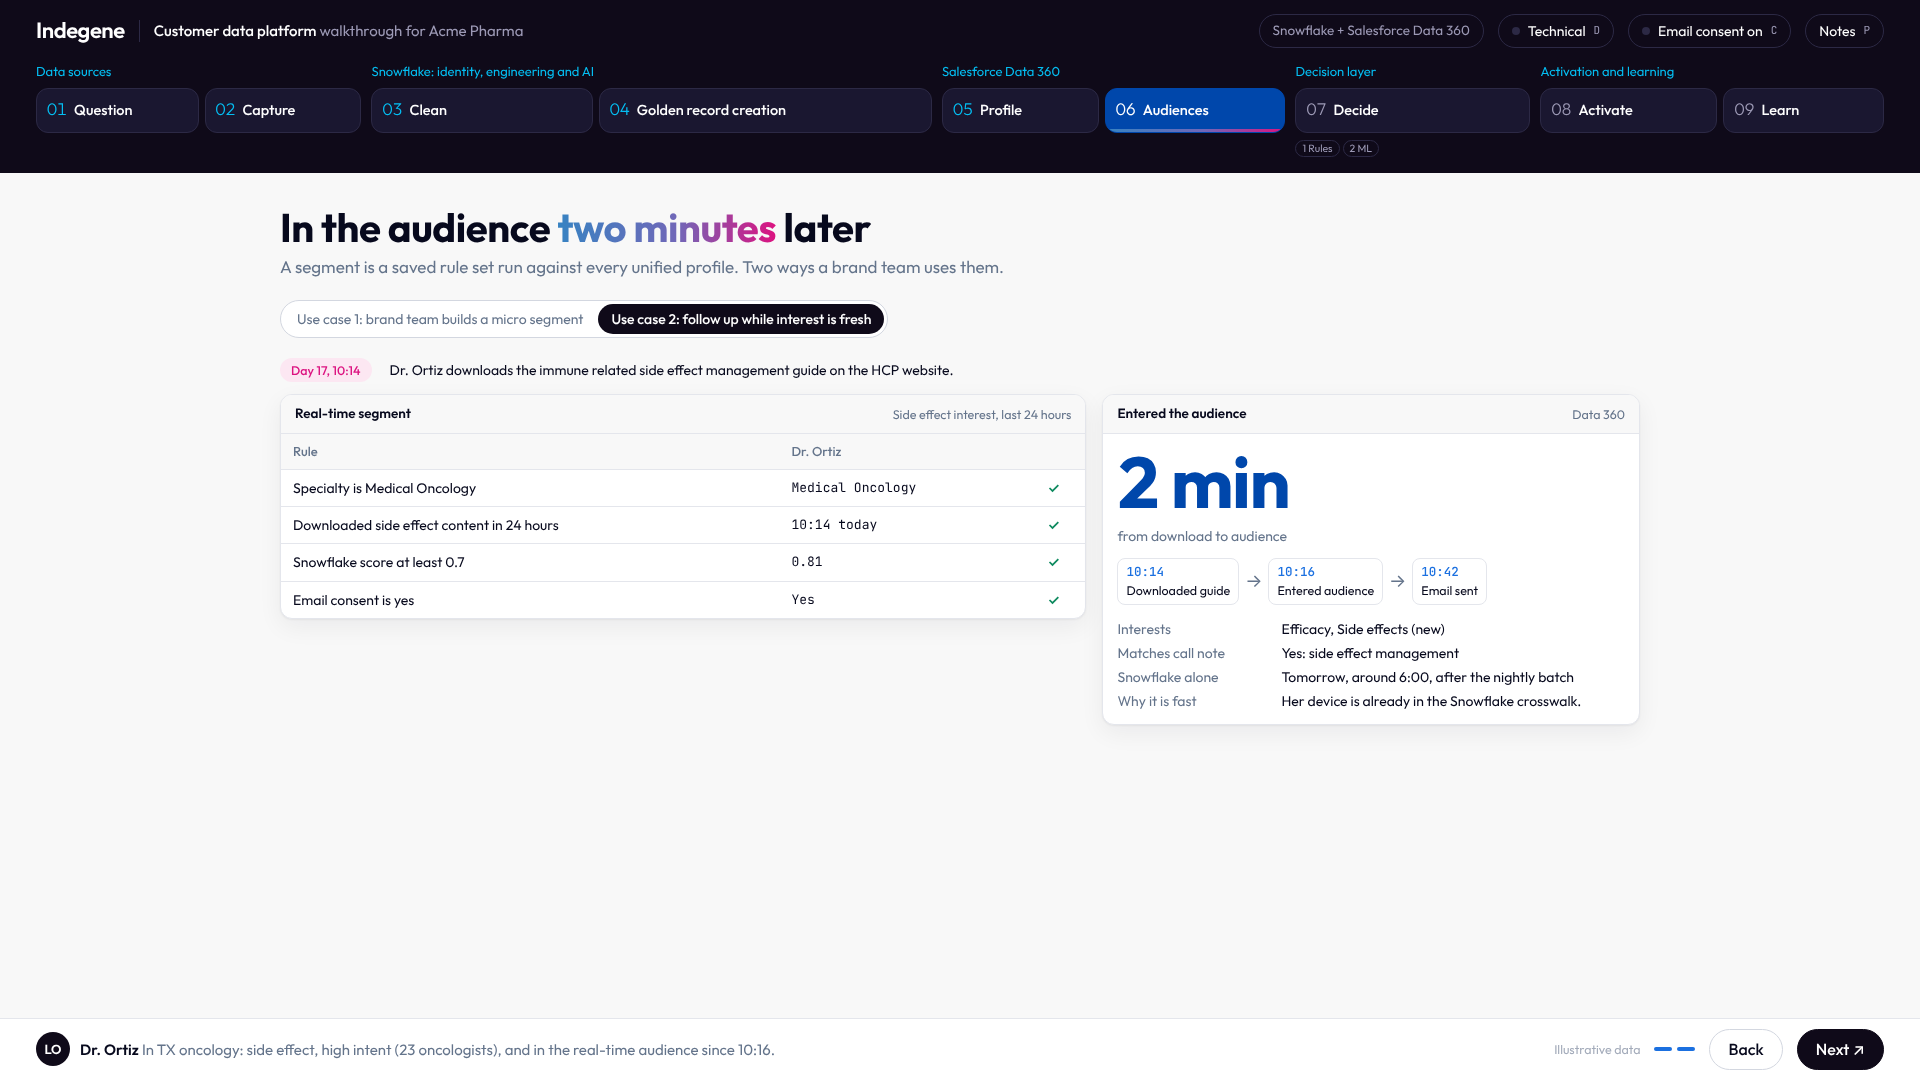 Indegene
Customer data platform walkthrough for Acme Pharma
Snowflake + Salesforce Data 360
Technical D
Email consent on C
Notes P
Data sources
Snowflake: identity, engineering and AI
Salesforce Data 360
Decision layer
Activation and learning
01 Question
02 Capture
03 Clean
04 Golden record creation
05 Profile
06 Audiences
07 Decide
08 Activate
09 Learn
1 Rules
2 ML
In the audience two minutes later
A segment is a saved rule set run against every unified profile. Two ways a brand team uses them.
Use case 1: brand team builds a micro segment
Use case 2: follow up while interest is fresh
Day 17, 10:14
Dr. Ortiz downloads the immune related side effect management guide on the HCP website.
Real-time segment
Side effect interest, last 24 hours
Rule
Dr. Ortiz
Specialty is Medical Oncology
Medical Oncology
Downloaded side effect content in 24 hours
10:14 today
Snowflake score at least 0.7
0.81
Email consent is yes
Yes
Entered the audience
Data 360
2 min
from download to audience
10:14
Downloaded guide
10:16
Entered audience
10:42
Email sent
Interests
Efficacy, Side effects (new)
Matches call note
Yes: side effect management
Snowflake alone
Tomorrow, around 6:00, after the nightly batch
Why it is fast
Her device is already in the Snowflake crosswalk.
LO
Dr. Ortiz In TX oncology: side effect, high intent (23 oncologists), and in the real-time audience since 10:16.
Illustrative data
Back
Next